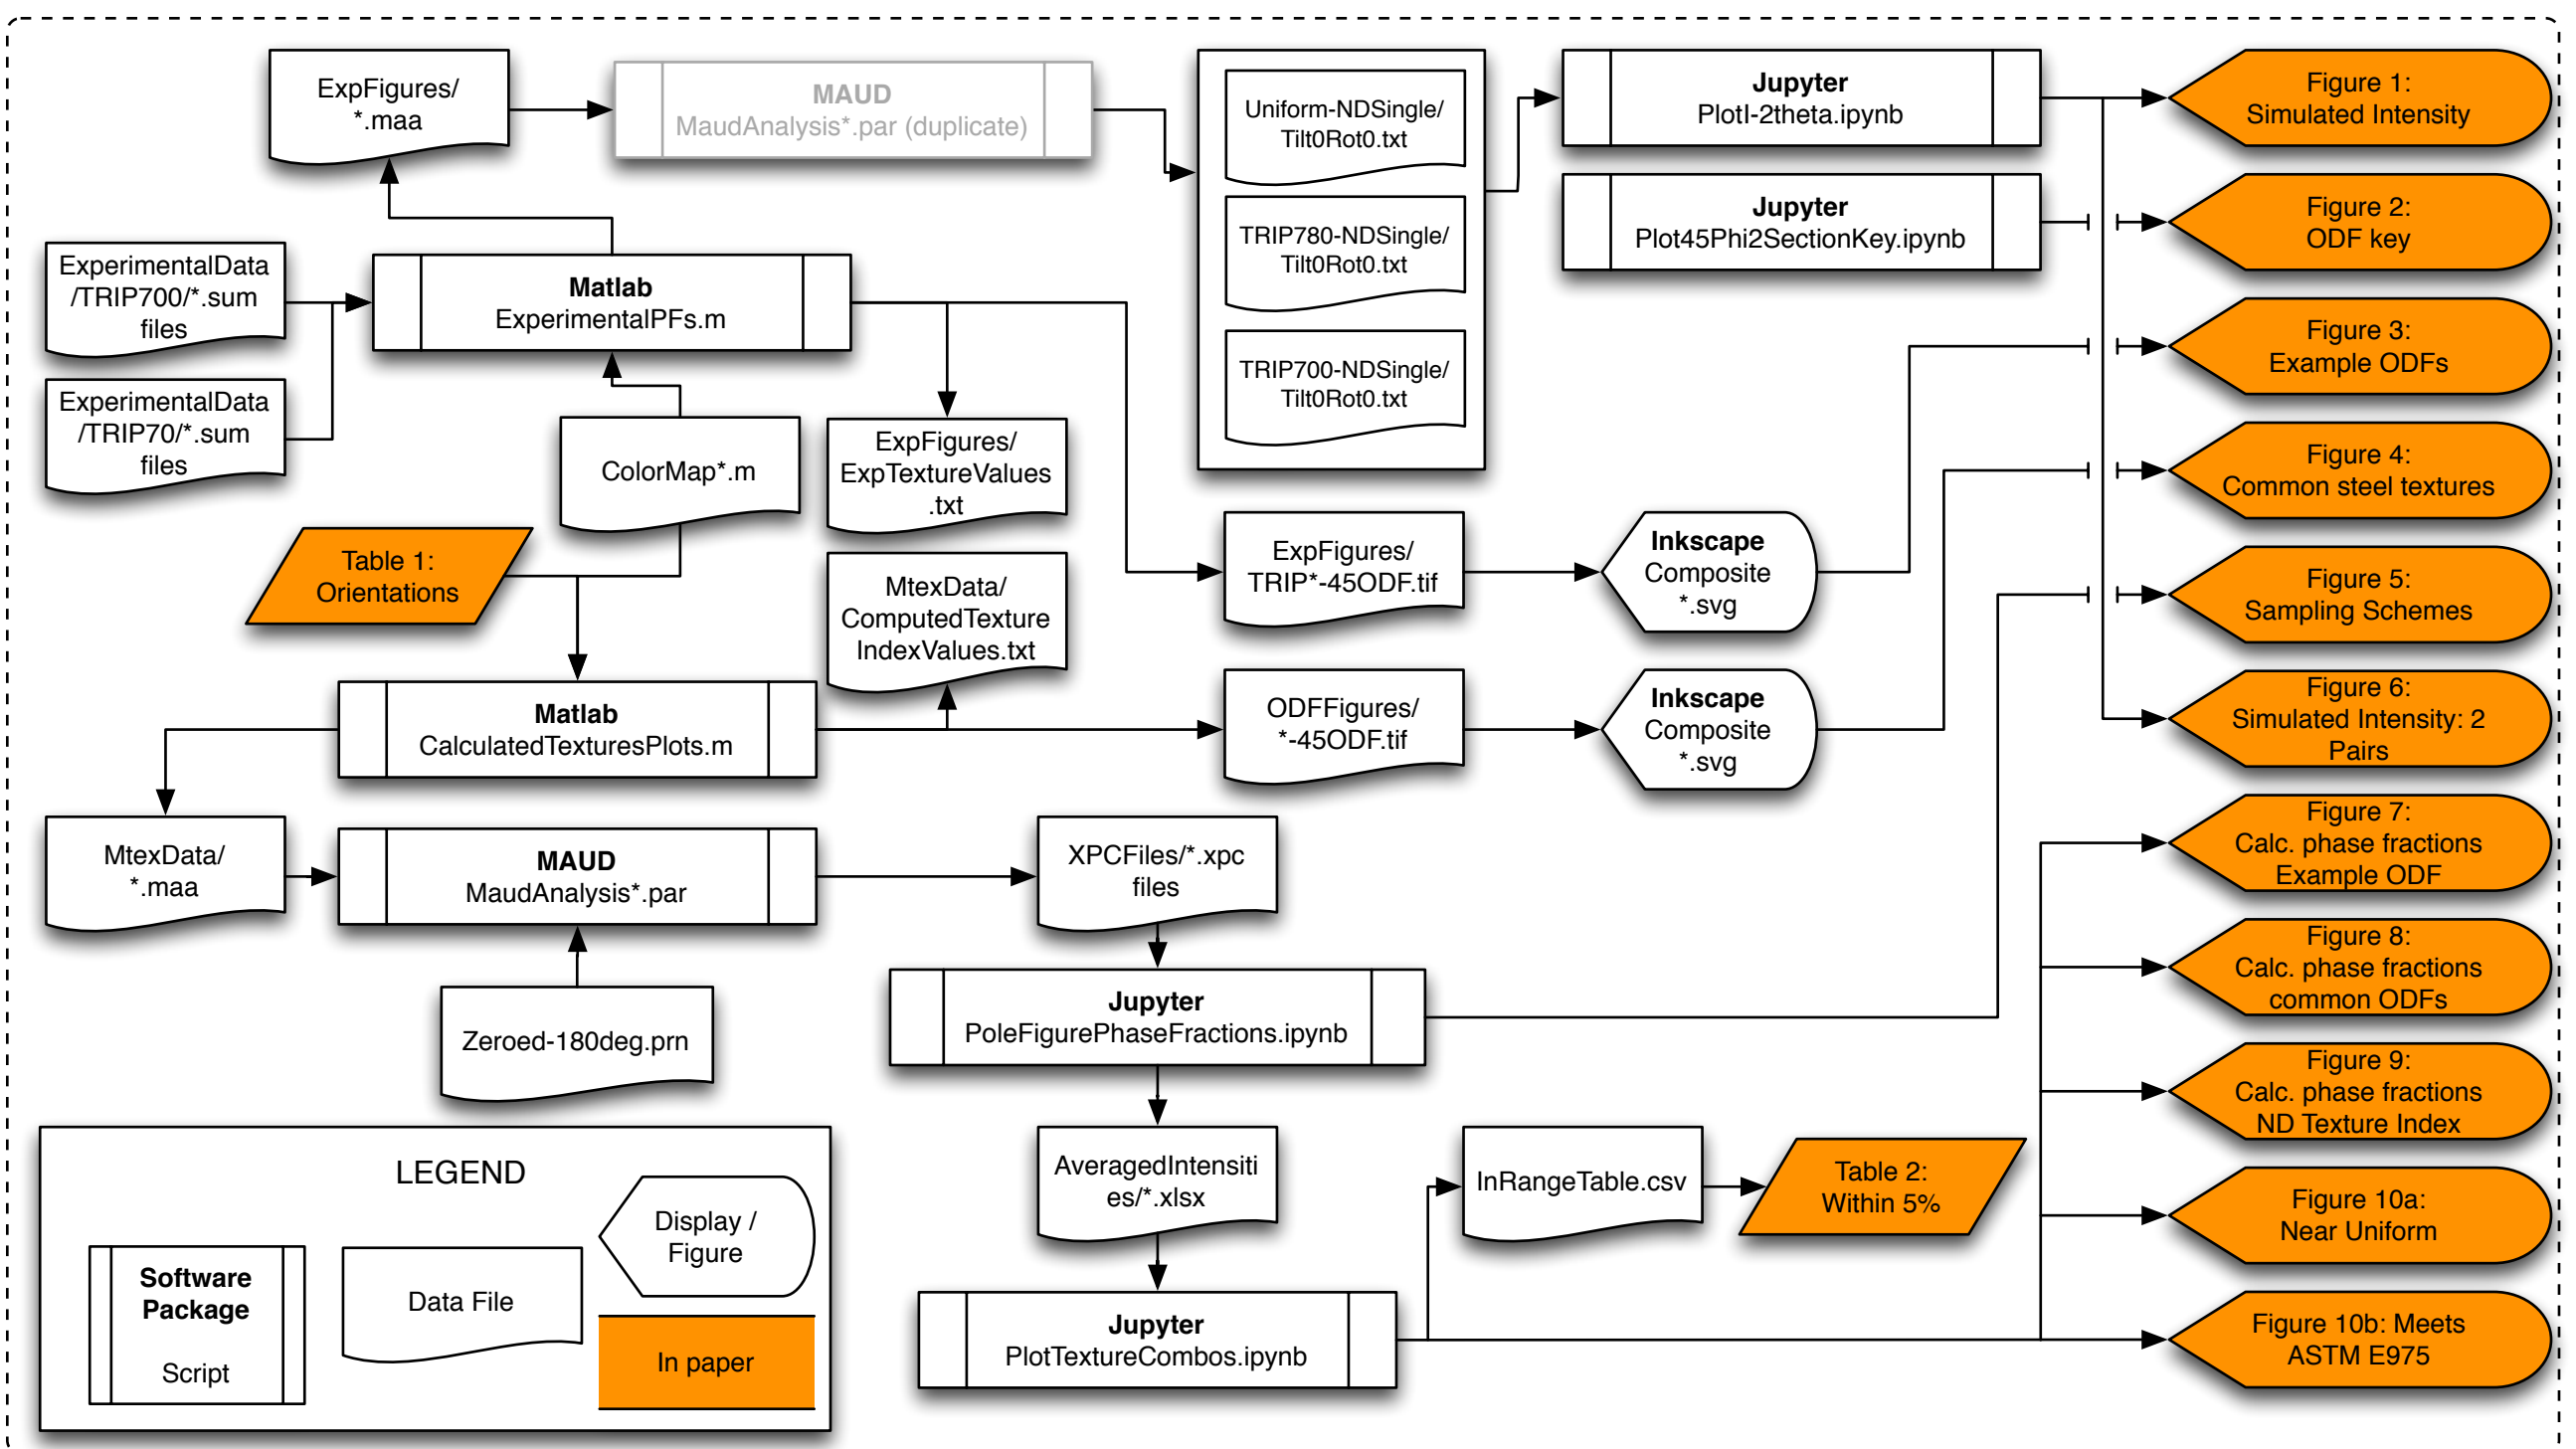 ExpFigures/
*.maa
MAUD
MaudAnalysis*.par (duplicate)
Uniform-NDSingle/
Tilt0Rot0.txt
TRIP780-NDSingle/
Tilt0Rot0.txt
TRIP700-NDSingle/
Tilt0Rot0.txt
Jupyter
PlotI-2theta.ipynb
Jupyter
Plot45Phi2SectionKey.ipynb
Figure 1:
Simulated Intensity
Figure 2:
ODF key
Figure 3:
Example ODFs
Figure 4:
Common steel textures
Figure 5:
Sampling Schemes
Figure 6:
Simulated Intensity: 2
Pairs
Figure 7:
Calc. phase fractions
Example ODF
Figure 8:
Calc. phase fractions
common ODFs
Figure 9:
Calc. phase fractions
ND Texture Index
Figure 10a:
Near Uniform
Figure 10b: Meets
ASTM E975
ExperimentalData
/TRIP700/*.sum
files
ExperimentalData
/TRIP70/*.sum
files
Matlab
ExperimentalPFs.m
ColorMap*.m
ExpFigures/
ExpTextureValues
.txt
Table 1:
Orientations
MtexData/
ComputedTexture
IndexValues.txt
ExpFigures/
TRIP*-45ODF.tif
Inkscape
Composite
*.svg
Matlab
CalculatedTexturesPlots.m
ODFFigures/
*-45ODF.tif
Inkscape
Composite
*.svg
MtexData/
*.maa
MAUD
MaudAnalysis*.par
XPCFiles/*.xpc
files
Zeroed-180deg.prn
Jupyter
PoleFigurePhaseFractions.ipynb
AveragedIntensiti
es/*.xlsx
InRangeTable.csv
Table 2:
Within 5%
Jupyter
PlotTextureCombos.ipynb
LEGEND
Software
Package
Script
Data File
Display /
Figure
In paper